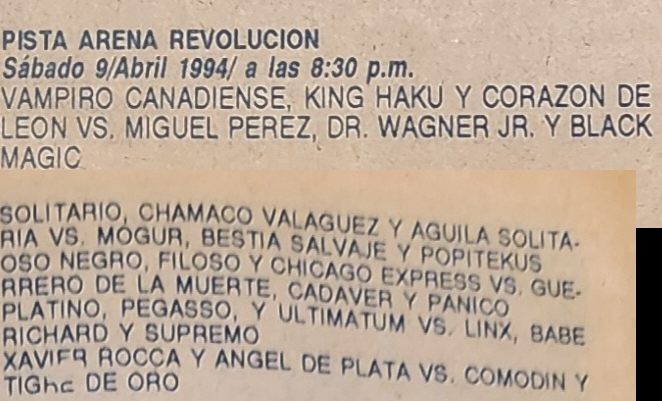 PISTA ARENA REVOLUCION
Sábado 9/Abril 1994/ a las 8:30 p.m.
VAMPIRO CANADIENSE, KING HAKU Y CORAZON DE
LEON VS. MIGUEL PEREZ, DR. WAGNER JR. Y BLACK
MAGIC
SOLITARIO, CHAMACO VALAGUEZ Y AGUILA SOLITA-
RIA VS. MOGUR, BESTIA SALVAJE Y POPITEKUS
OSO NEGRO, FILOSO Y CHICAGO EXPRESS VS. GUE-
RRERO DE LA MUERTE, CADAVER Y PANICO
PLATINO, PEGASSO, Y ULTIMATUM VS. LINX, BABE
RICHARD Y SUPREMO
XAVIER ROCCA Y ANGEL DE PLATA VS. COMODIN Y
DE ORO